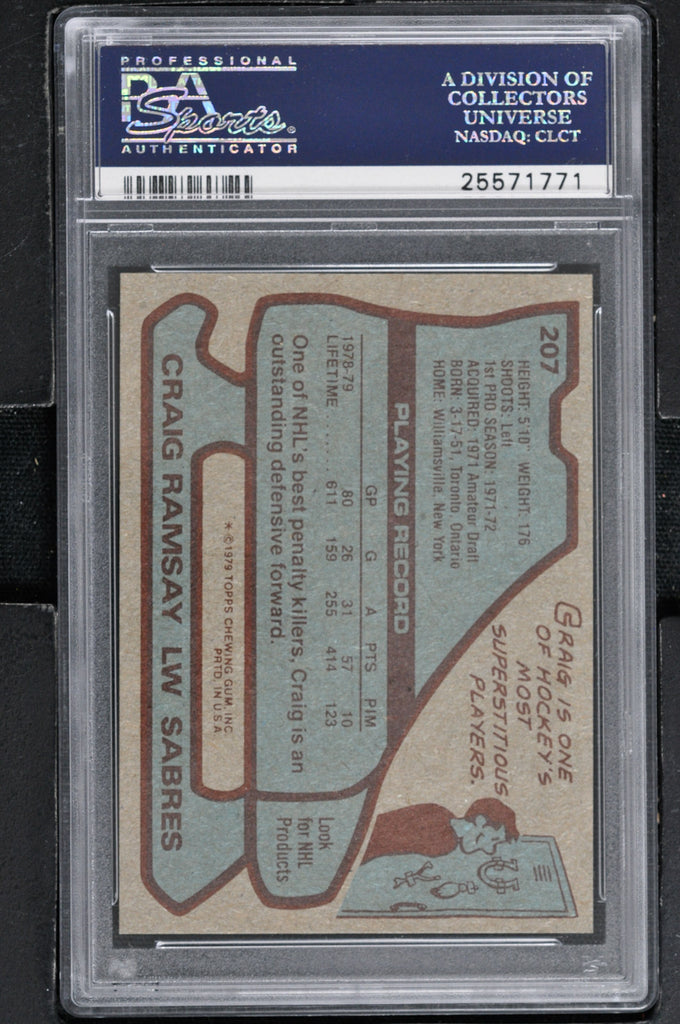 PROFESSIONAL
PSA
Sports
AUTHENTICATOR
A DIVISION OF
COLLECTORS
UNIVERSE
NASDAQ: CLCT
25571771
207
HEIGHT: 5'10" WEIGHT: 176
SHOOTS: Left
1st PRO SEASON: 1971-72
ACQUIRED: 1971 Amateur Draft
BORN: 3-17-51, Toronto, Ontario
HOME: Williamsville, New York
CRAIG IS ONE
OF HOCKEY'S
MOST
SUPERSTITIOUS
PLAYERS.
PLAYING RECORD
GP G A PTS PIM
1978-79 80 26 31 57 10
LIFETIME ....... 611 159 255 414 123
One of NHL's best penalty killers, Craig is an
outstanding defensive forward.
Look
for NHL
Products
* ©1979 TOPPS CHEWING GUM, INC.
PRTD. IN U.S.A
CRAIG RAMSAY LW SABRES